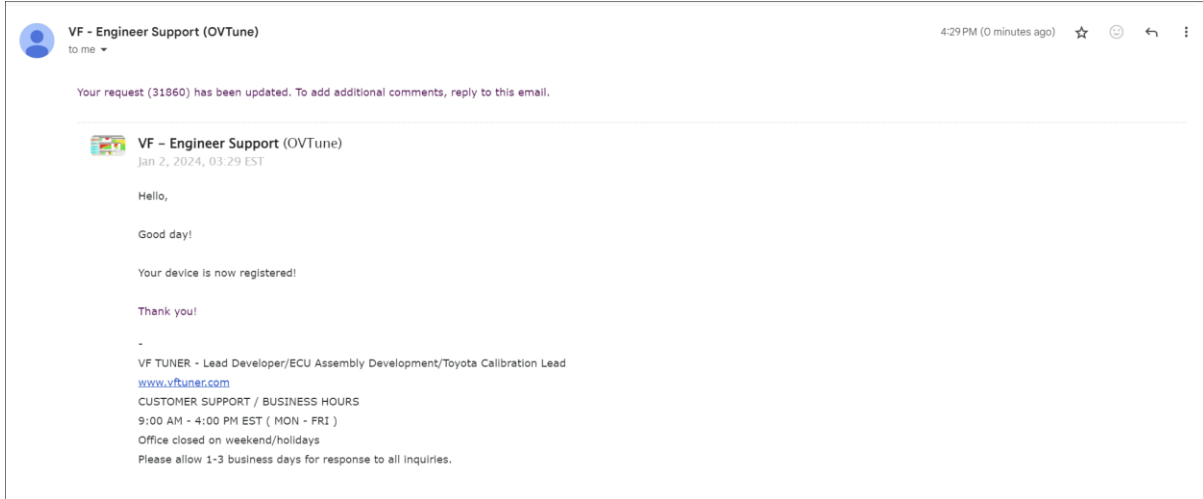 VF - Engineer Support (OVTune)
4:29 PM (0 minutes ago)
to me
Your request (31860) has been updated. To add additional comments, reply to this email.
VF – Engineer Support (OVTune)
Jan 2, 2024, 03:29 EST
Hello,
Good day!
Your device is now registered!
Thank you!
-
VF TUNER - Lead Developer/ECU Assembly Development/Toyota Calibration Lead
www.vftuner.com
CUSTOMER SUPPORT / BUSINESS HOURS
9:00 AM - 4:00 PM EST ( MON - FRI )
Office closed on weekend/holidays
Please allow 1-3 business days for response to all inquiries.